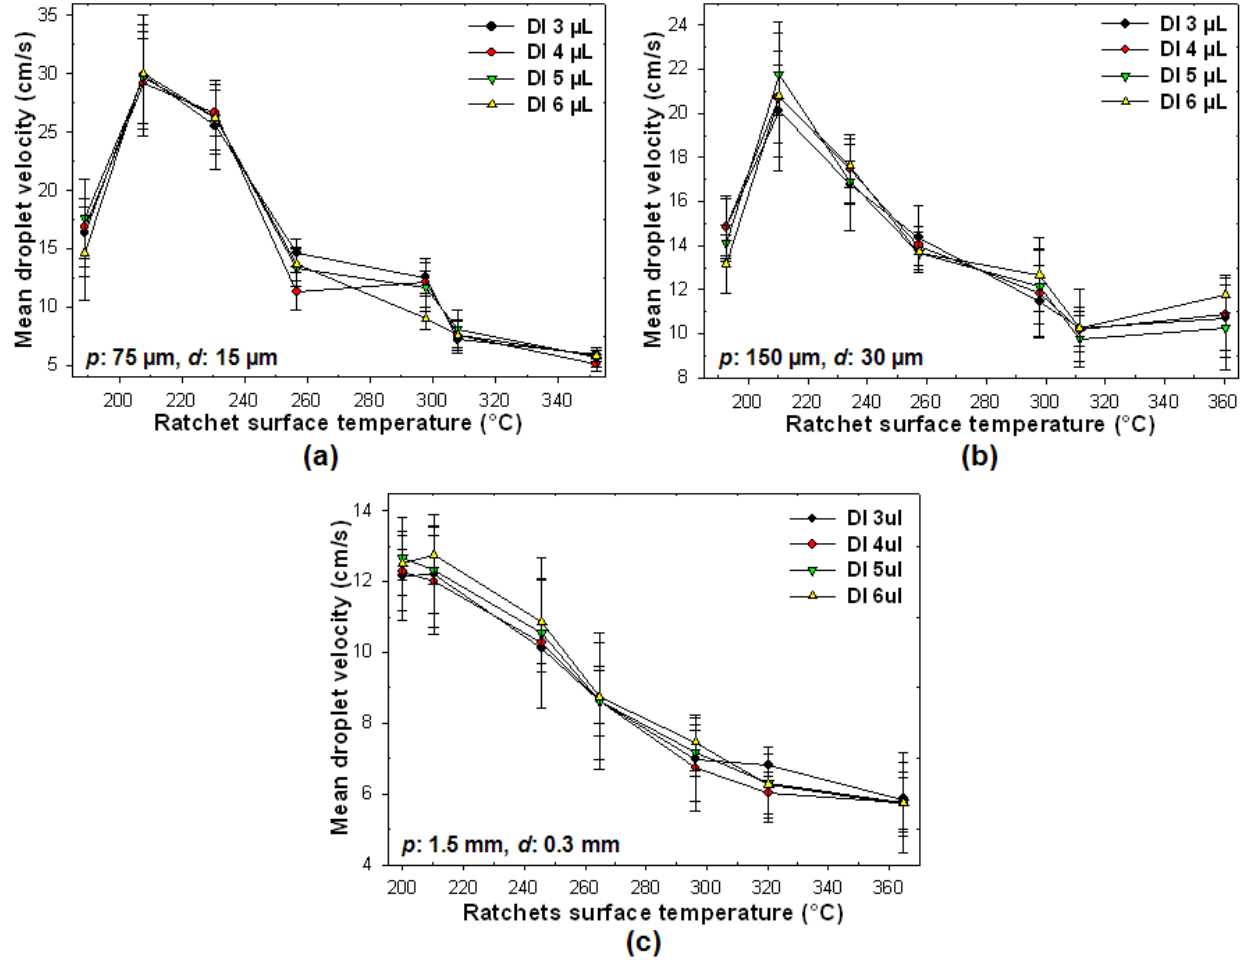 35
30
25
20
15
10
5
Mean droplet velocity (cm/s)
DI 3 µL
DI 4 µL
DI 5 µL
DI 6 µL
p: 75 µm, d: 15 µm
200 220 240 260 280 300 320 340
Ratchet surface temperature (°C)
(a)
24
22
20
18
16
14
12
10
8
Mean droplet velocity (cm/s)
DI 3 µL
DI 4 µL
DI 5 µL
DI 6 µL
p: 150 µm, d: 30 µm
200 220 240 260 280 300 320 340 360
Ratchet surface temperature (°C)
(b)
14
12
10
8
6
4
Mean droplet velocity (cm/s)
DI 3ul
DI 4ul
DI 5ul
DI 6ul
p: 1.5 mm, d: 0.3 mm
200 220 240 260 280 300 320 340 360
Ratchets surface temperature (°C)
(c)